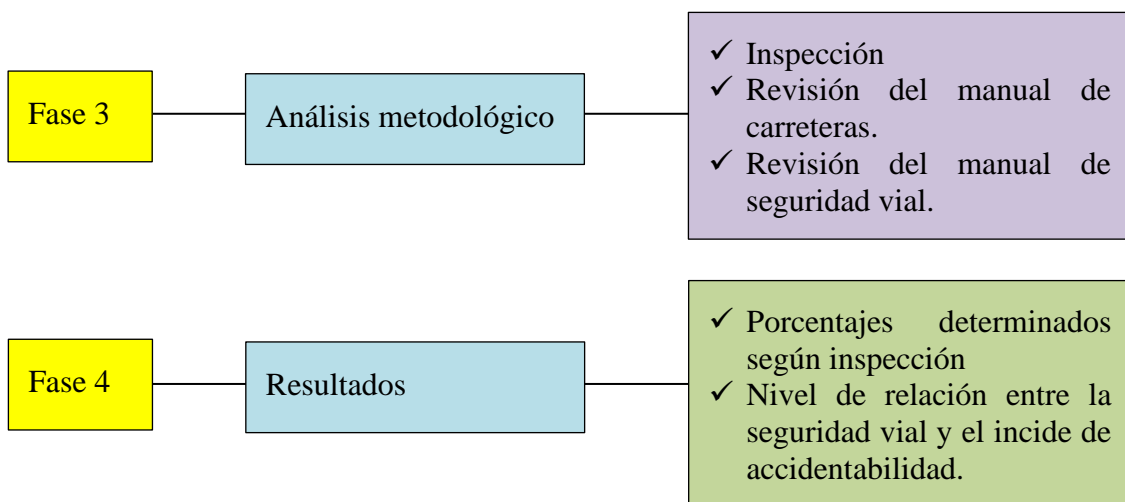 Fase 3
Análisis metodológico
✓ Inspección
✓ Revisión del manual de
carreteras.
✓ Revisión del manual de
seguridad vial.
Fase 4
Resultados
✓ Porcentajes determinados
según inspección
✓ Nivel de relación entre la
seguridad vial y el incide de
accidentabilidad.